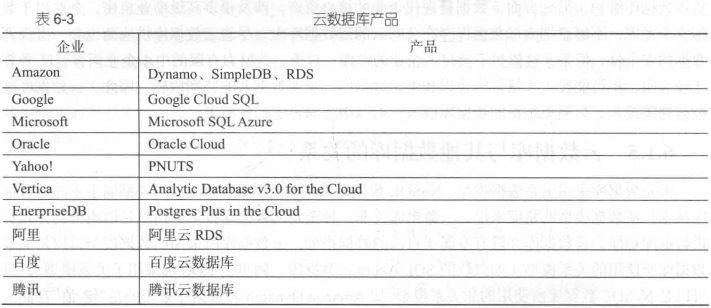 表 6-3 云数据库产品
企业 产品
Amazon Dynamo、SimpleDB、RDS
Google Google Cloud SQL
Microsoft Microsoft SQL Azure
Oracle Oracle Cloud
Yahoo! PNUTS
Vertica Analytic Database v3.0 for the Cloud
EnerpriseDB Postgres Plus in the Cloud
阿里 阿里云 RDS
百度 百度云数据库
腾讯 腾讯云数据库